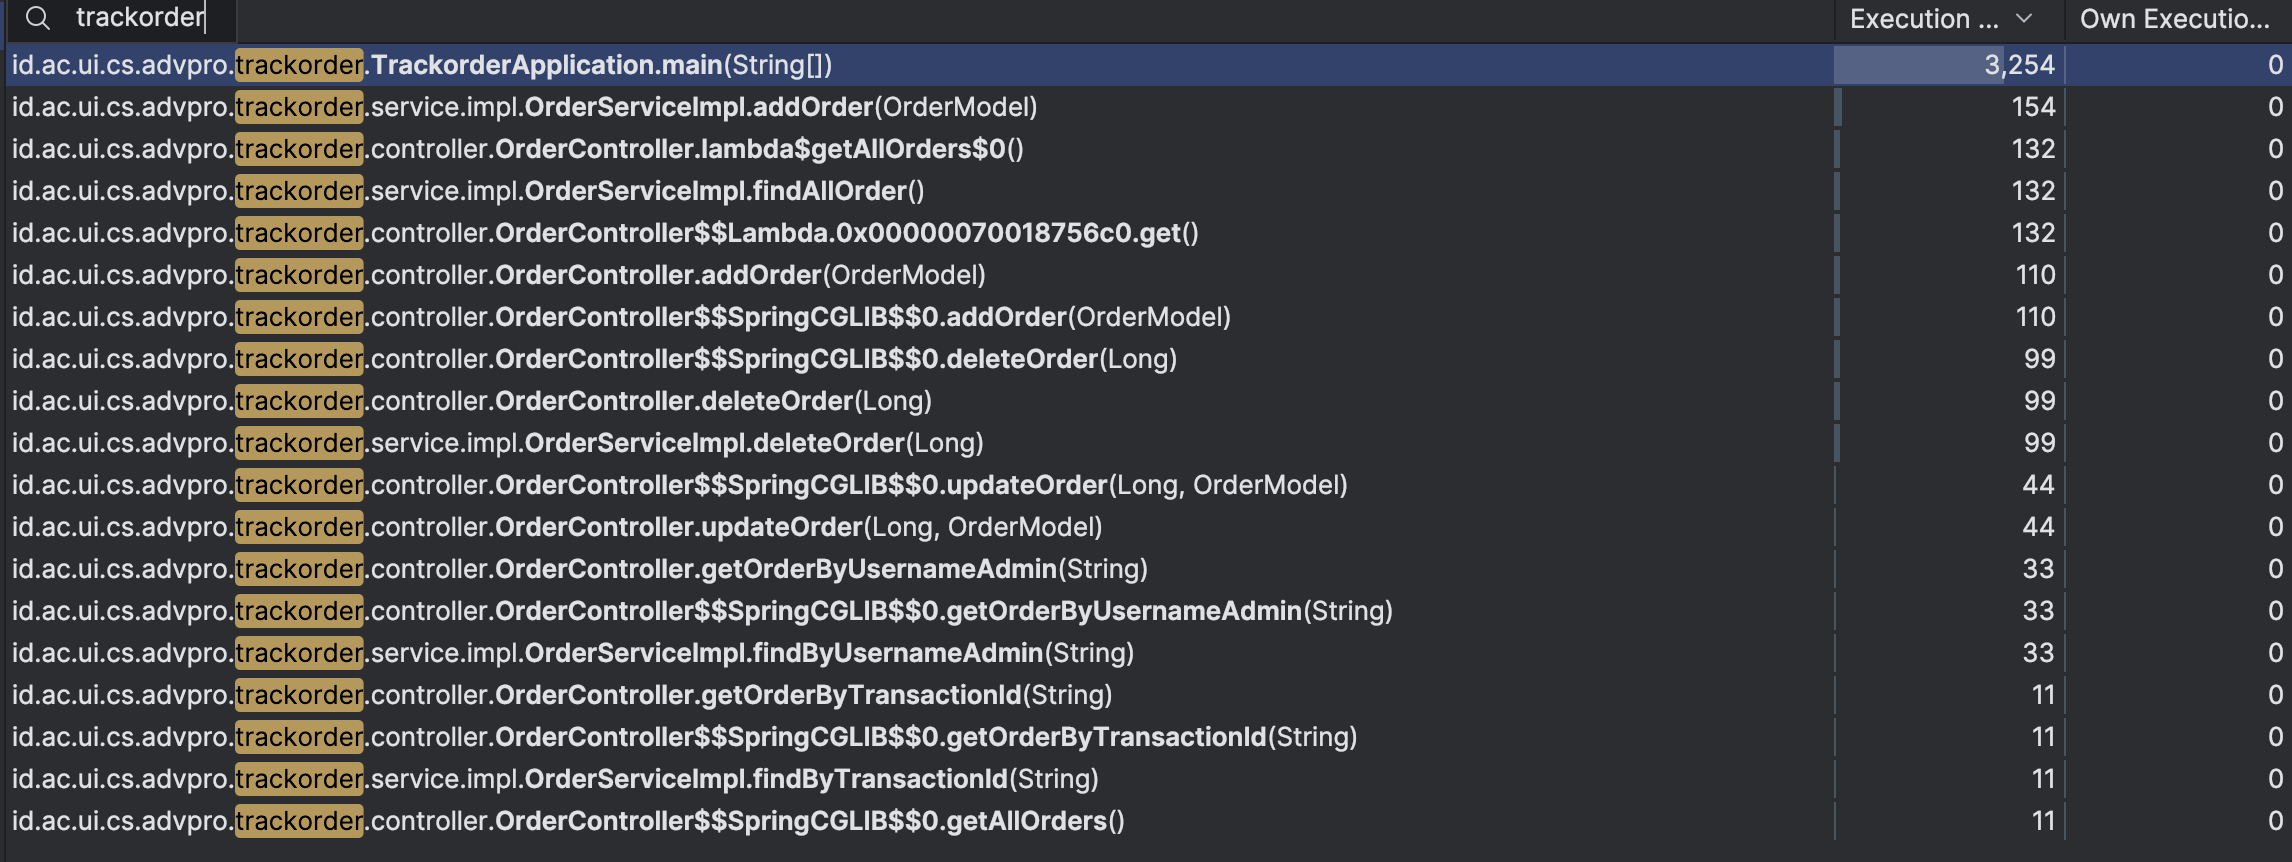 trackorder Execution ... Own Executio...
id.ac.ui.cs.advpro.trackorder.TrackorderApplication.main(String[]) 3,254 0
id.ac.ui.cs.advpro.trackorder.service.impl.OrderServiceImpl.addOrder(OrderModel) 154 0
id.ac.ui.cs.advpro.trackorder.controller.OrderController.lambda$getAllOrders$0() 132 0
id.ac.ui.cs.advpro.trackorder.service.impl.OrderServiceImpl.findAllOrder() 132 0
id.ac.ui.cs.advpro.trackorder.controller.OrderController$$Lambda.0x00000070018756c0.get() 132 0
id.ac.ui.cs.advpro.trackorder.controller.OrderController.addOrder(OrderModel) 110 0
id.ac.ui.cs.advpro.trackorder.controller.OrderController$$SpringCGLIB$$0.addOrder(OrderModel) 110 0
id.ac.ui.cs.advpro.trackorder.controller.OrderController$$SpringCGLIB$$0.deleteOrder(Long) 99 0
id.ac.ui.cs.advpro.trackorder.controller.OrderController.deleteOrder(Long) 99 0
id.ac.ui.cs.advpro.trackorder.service.impl.OrderServiceImpl.deleteOrder(Long) 99 0
id.ac.ui.cs.advpro.trackorder.controller.OrderController$$SpringCGLIB$$0.updateOrder(Long, OrderModel) 44 0
id.ac.ui.cs.advpro.trackorder.controller.OrderController.updateOrder(Long, OrderModel) 44 0
id.ac.ui.cs.advpro.trackorder.controller.OrderController.getOrderByUsernameAdmin(String) 33 0
id.ac.ui.cs.advpro.trackorder.controller.OrderController$$SpringCGLIB$$0.getOrderByUsernameAdmin(String) 33 0
id.ac.ui.cs.advpro.trackorder.service.impl.OrderServiceImpl.findByUsernameAdmin(String) 33 0
id.ac.ui.cs.advpro.trackorder.controller.OrderController.getOrderByTransactionId(String) 11 0
id.ac.ui.cs.advpro.trackorder.controller.OrderController$$SpringCGLIB$$0.getOrderByTransactionId(String) 11 0
id.ac.ui.cs.advpro.trackorder.service.impl.OrderServiceImpl.findByTransactionId(String) 11 0
id.ac.ui.cs.advpro.trackorder.controller.OrderController$$SpringCGLIB$$0.getAllOrders() 11 0